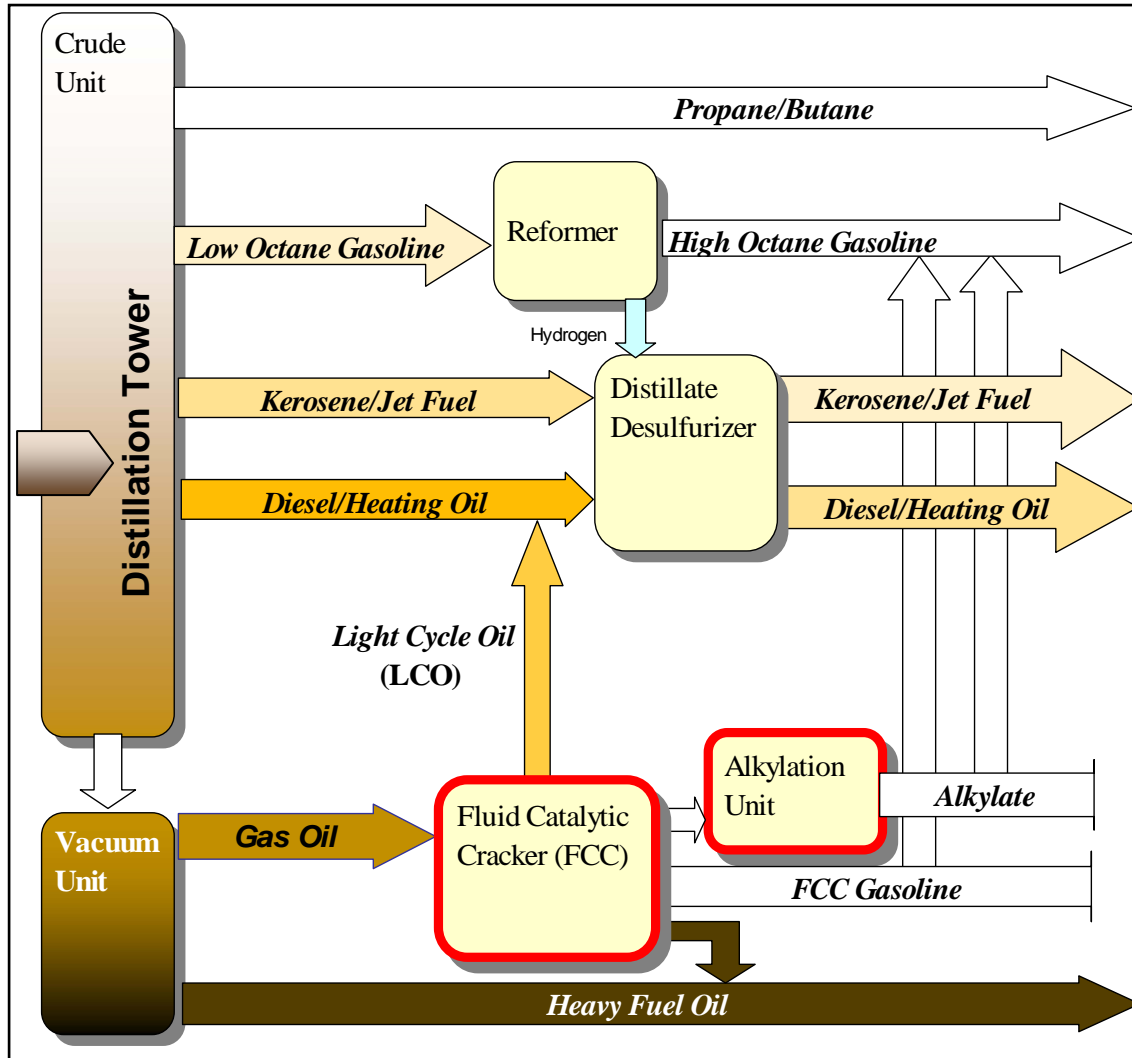 Crude
Unit
Propane/Butane
Reformer
Low Octane Gasoline
High Octane Gasoline
Hydrogen
Distillation Tower
Distillate
Desulfurizer
Kerosene/Jet Fuel
Kerosene/Jet Fuel
Diesel/Heating Oil
Diesel/Heating Oil
Light Cycle Oil
(LCO)
Alkylation
Unit
Alkylate
Fluid Catalytic
Cracker (FCC)
Gas Oil
Vacuum
Unit
FCC Gasoline
Heavy Fuel Oil